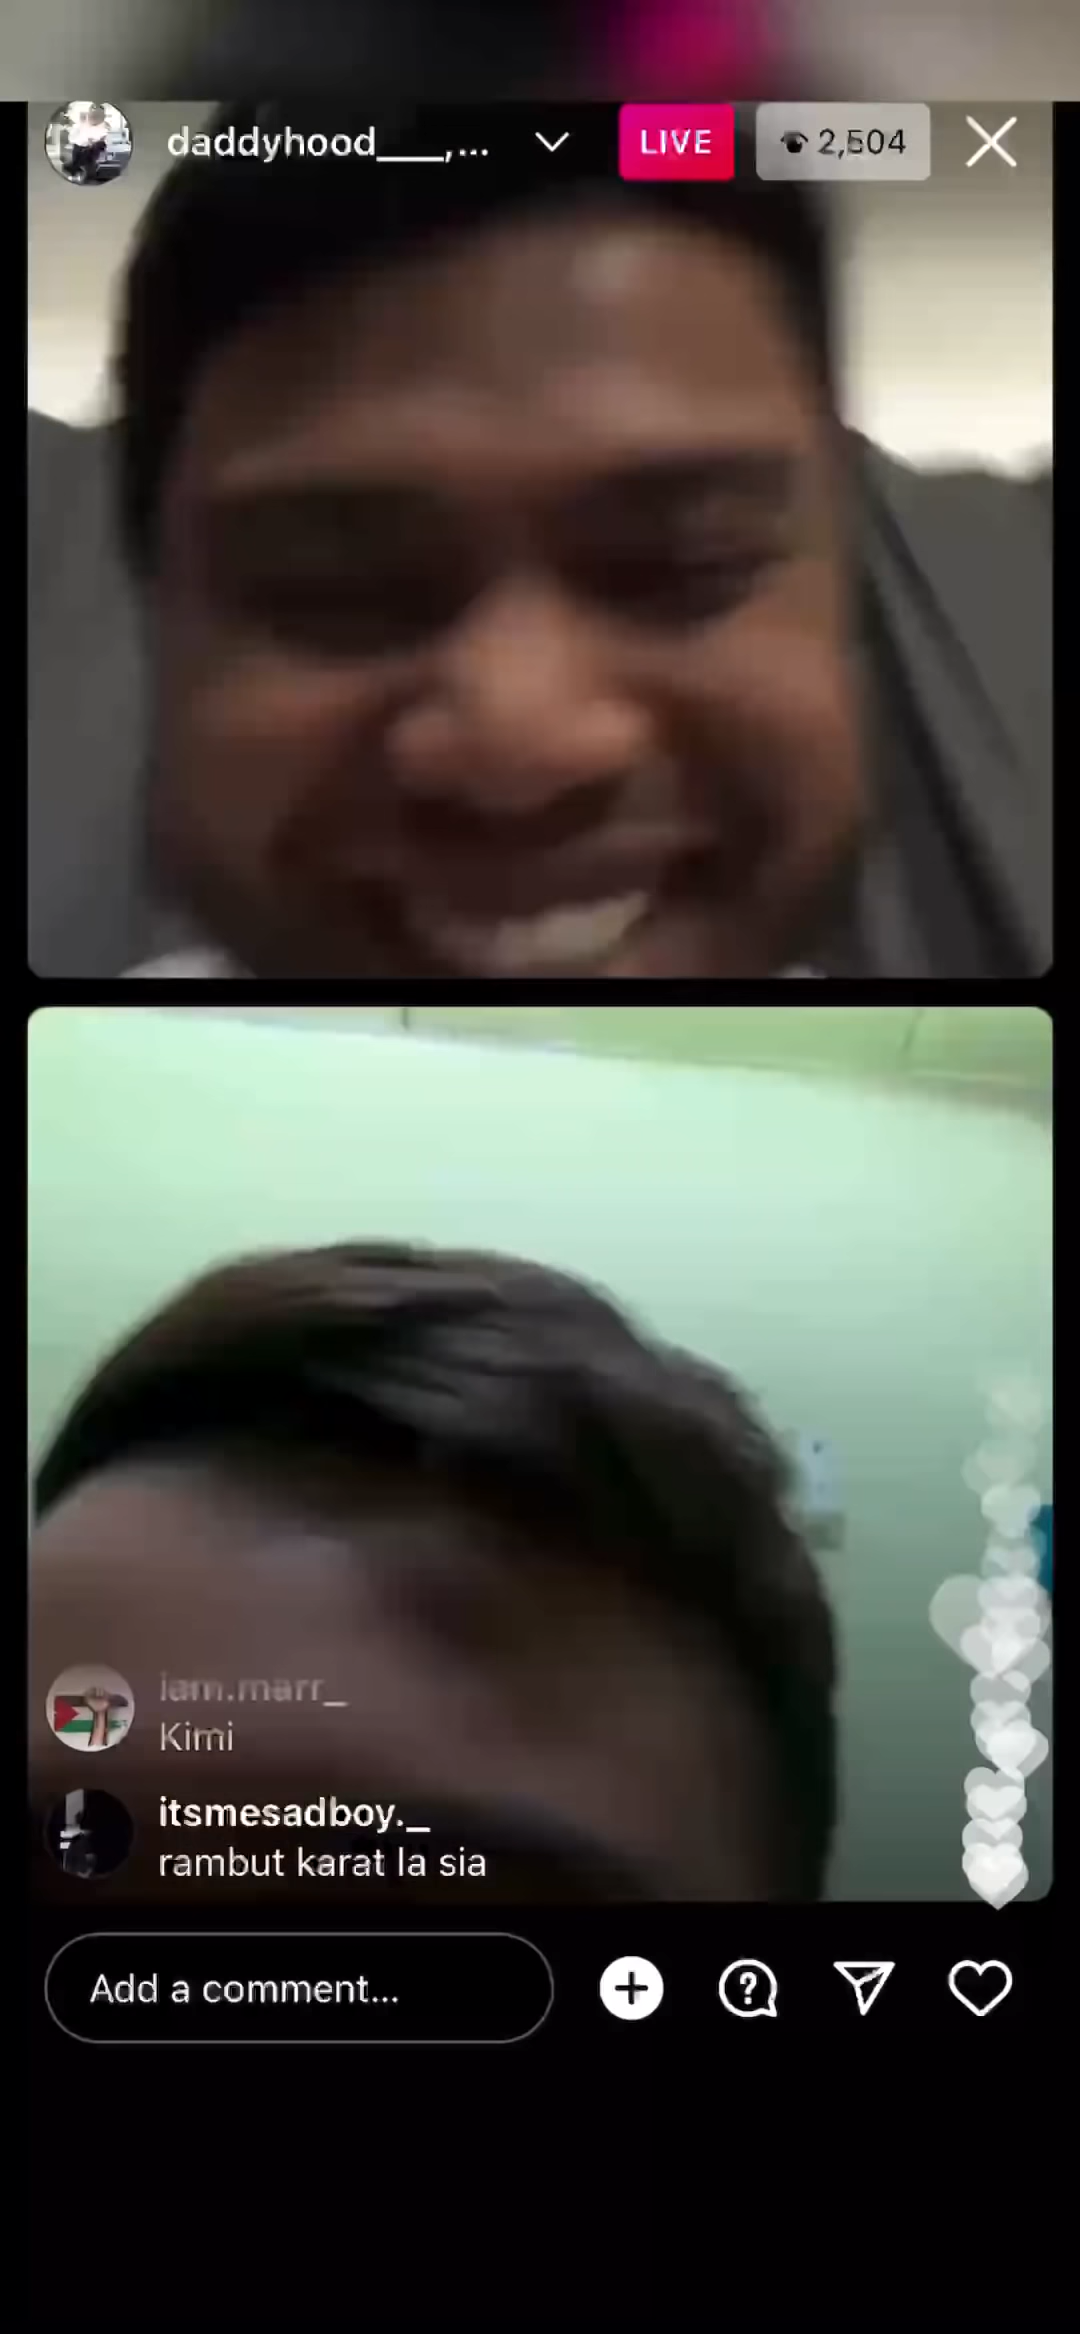 daddyhood___,...
LIVE
2,504
iam.marr_
Kimi
itsmesadboy._
rambut karat la sia
Add a comment...